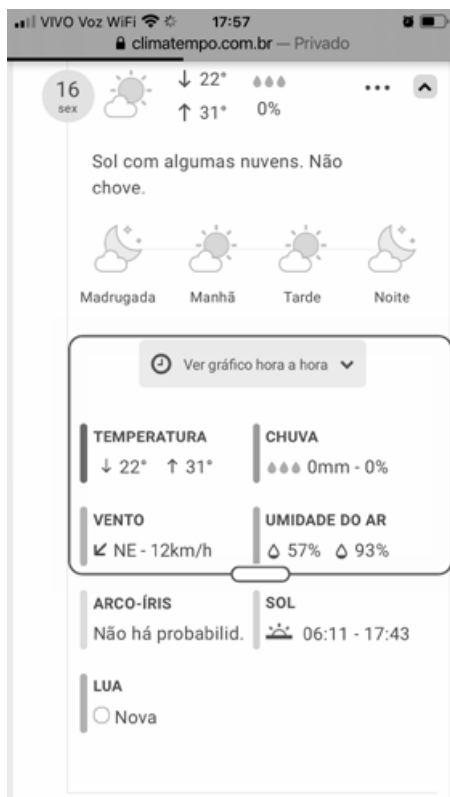 VIVO Voz WiFi 17:57
climatempo.com.br — Privado
16 ↓ 22° ↑ 31° 0% ...
sex
Sol com algumas nuvens. Não
chove.
Madrugada Manhã Tarde Noite
Ver gráfico hora a hora
TEMPERATURA CHUVA
↓ 22° ↑ 31° 0mm - 0%
VENTO UMIDADE DO AR
↙ NE - 12km/h 57% 93%
ARCO-ÍRIS SOL
Não há probabilid. 06:11 - 17:43
LUA
Nova